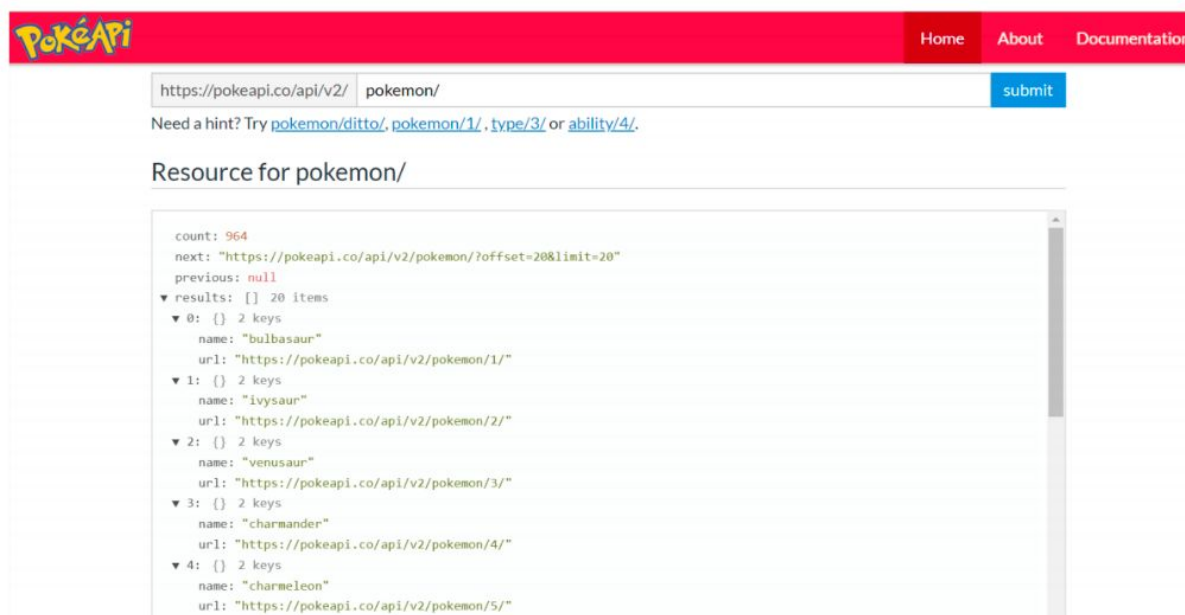 PokéAPi
Home About Documentation
https://pokeapi.co/api/v2/ pokemon/ submit
Need a hint? Try pokemon/ditto/, pokemon/1/ , type/3/ or ability/4/.
Resource for pokemon/
count: 964
next: "https://pokeapi.co/api/v2/pokemon/?offset=20&limit=20"
previous: null
▼ results: [] 20 items
▼ 0: {} 2 keys
name: "bulbasaur"
url: "https://pokeapi.co/api/v2/pokemon/1/"
▼ 1: {} 2 keys
name: "ivysaur"
url: "https://pokeapi.co/api/v2/pokemon/2/"
▼ 2: {} 2 keys
name: "venusaur"
url: "https://pokeapi.co/api/v2/pokemon/3/"
▼ 3: {} 2 keys
name: "charmander"
url: "https://pokeapi.co/api/v2/pokemon/4/"
▼ 4: {} 2 keys
name: "charmeleon"
url: "https://pokeapi.co/api/v2/pokemon/5/"